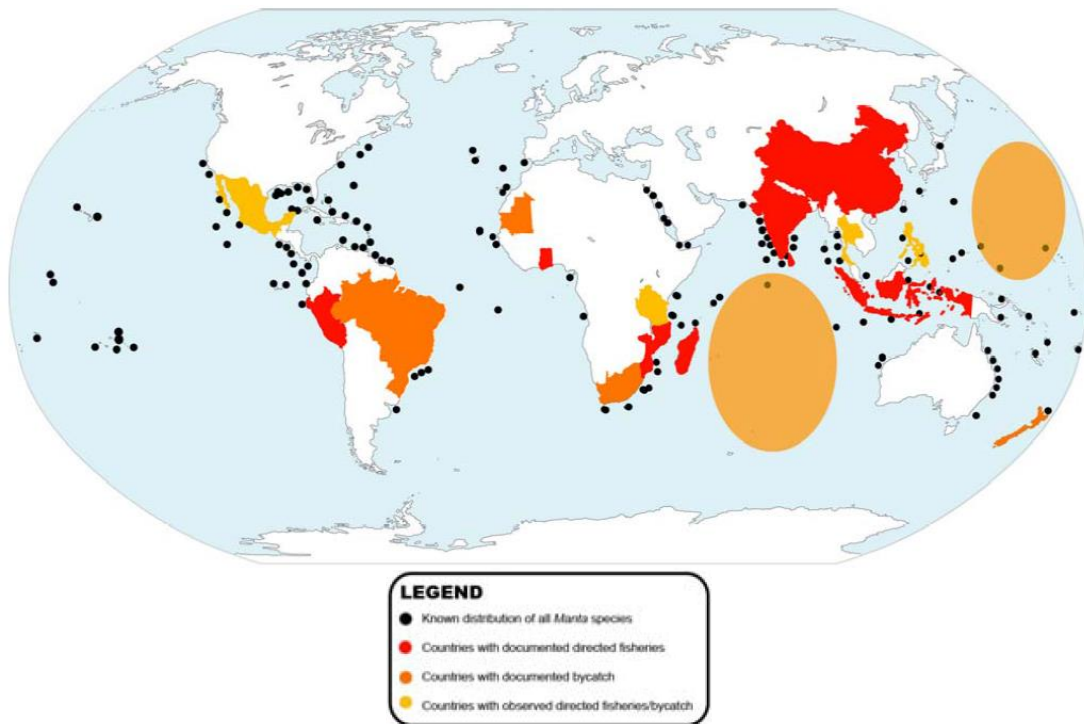 LEGEND
Known distribution of all Manta species
Countries with documented directed fisheries
Countries with documented bycatch
Countries with observed directed fisheries/bycatch